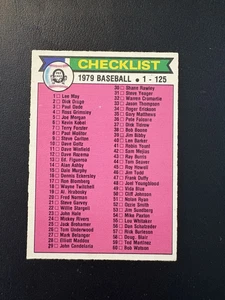 CHECKLIST
1979 BASEBALL • 1 - 125
1 Lee May
2 Dick Drago
3 Paul Dade
4 Ross Grimsley
5 Joe Morgan
6 Kevin Kobel
7 Terry Forster
8 Paul Molitor
9 Steve Carlton
10 Dave Goltz
11 Dave Winfield
12 Dave Rozema
13 Ed Figueroa
14 Alan Ashby
15 Dale Murphy
16 Dennis Eckersley
17 Ron Blomberg
18 Wayne Twitchell
19 Al Hrabosky
20 Fred Norman
21 Steve Garvey
22 Willie Stargell
23 John Hale
24 Mickey Rivers
25 Jack Brohamer
26 Tom Underwood
27 Mark Belanger
28 Elliott Maddox
29 John Candelaria
30 Shane Rawley
31 Steve Yeager
32 Warren Cromartie
33 Jason Thompson
34 Roger Erickson
35 Gary Matthews
36 Pete Falcone
37 Dick Tidrow
38 Bob Boone
39 Jim Bibby
40 Len Barker
41 Robin Yount
42 Sam Mejias
43 Ray Burris
44 Tom Seaver
45 Roy Howell
46 Jim Todd
47 Frank Duffy
48 Joel Youngblood
49 Vida Blue
50 Cliff Johnson
51 Nolan Ryan
52 Ozzie Smith
53 Jim Sundberg
54 Mike Paxton
55 Lou Whitaker
56 Dan Schatzeder
57 Rick Burleson
58 Doug Bair
59 Ted Martinez
60 Bob Watson